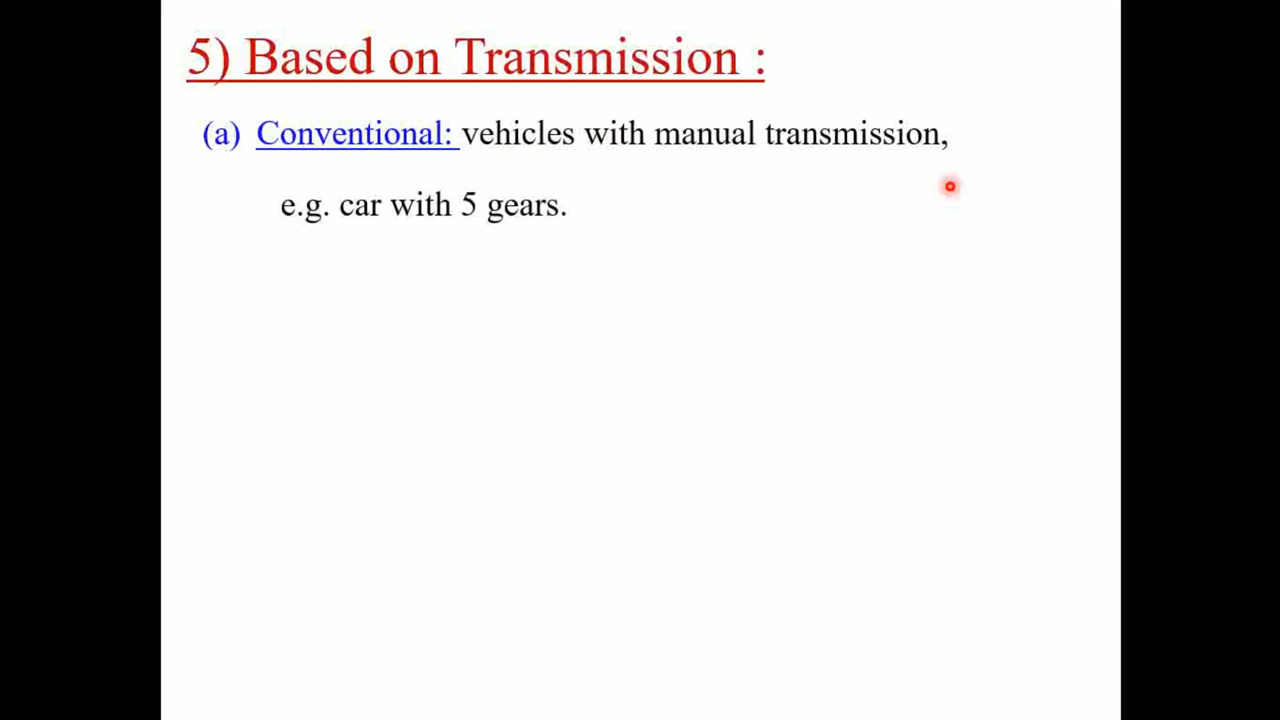 5) Based on Transmission :
(a) Conventional: vehicles with manual transmission,
e.g. car with 5 gears.